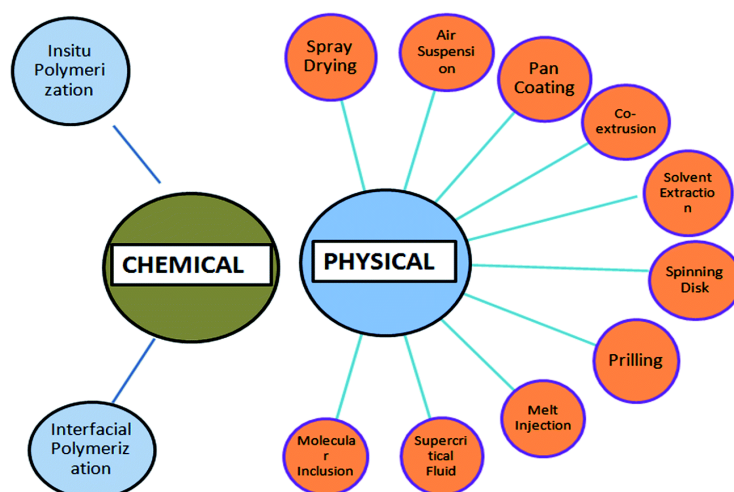 Insitu
Polymeri
zation
Spray
Drying
Air
Suspensi
on
Pan
Coating
Co-
extrusion
Solvent
Extractio
n
CHEMICAL
PHYSICAL
Spinning
Disk
Prilling
Melt
Injection
Interfacial
Polymeriz
ation
Molecula
r
Inclusion
Supercri
tical
Fluid